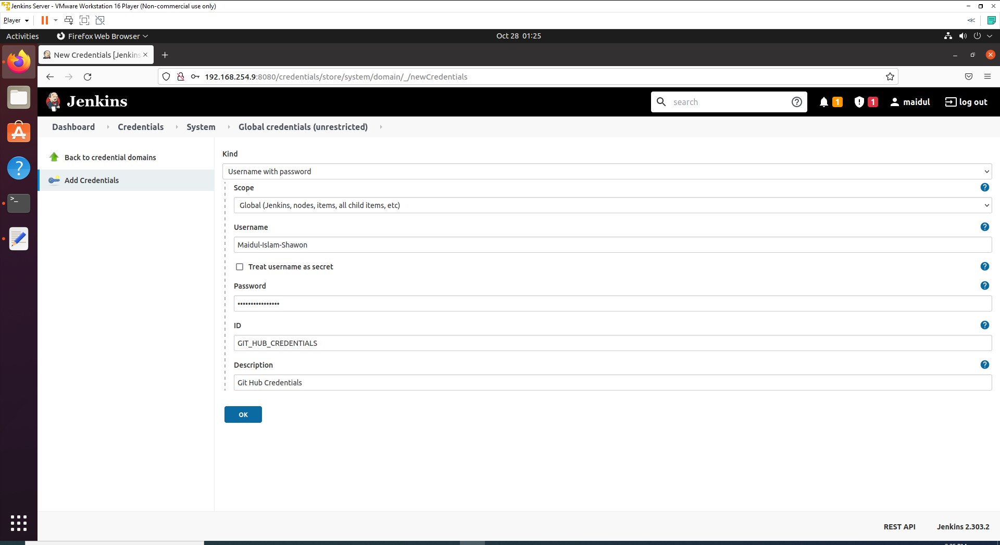 Jenkins Server - VMware Workstation 16 Player (Non-commercial use only)
Player
Activities
Firefox Web Browser
Oct 28 01:25
New Credentials [Jenkins
192.168.254.9:8080/credentials/store/system/domain/_/newCredentials
Jenkins
search
1
1
maidul
log out
Dashboard
Credentials
System
Global credentials (unrestricted)
Back to credential domains
Add Credentials
Kind
Username with password
Scope
Global (Jenkins, nodes, items, all child items, etc)
Username
Maidul-Islam-Shawon
Treat username as secret
Password
••••••••••••••••
ID
GIT_HUB_CREDENTIALS
Description
Git Hub Credentials
OK
REST API
Jenkins 2.303.2